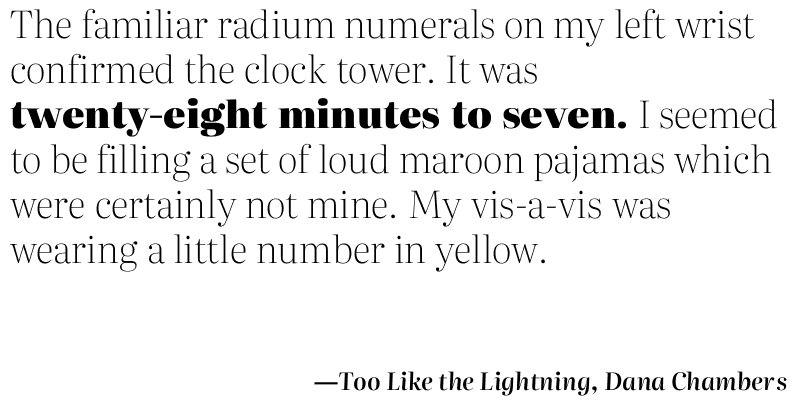 The familiar radium numerals on my left wrist
confirmed the clock tower. It was
twenty-eight minutes to seven. I seemed
to be filling a set of loud maroon pajamas which
were certainly not mine. My vis-a-vis was
wearing a little number in yellow.
—Too Like the Lightning, Dana Chambers